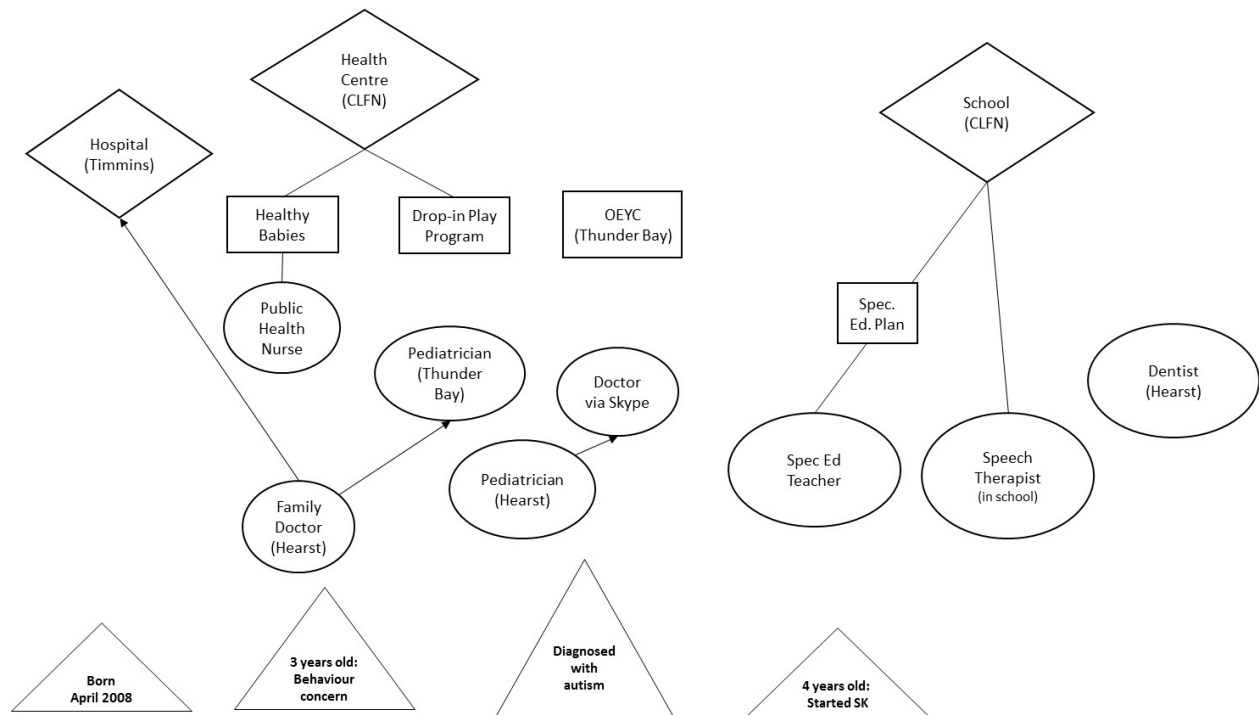 Health
Centre
(CLFN)
School
(CLFN)
Hospital
(Timmins)
Healthy
Babies
Drop-in Play
Program
OEYC
(Thunder Bay)
Public
Health
Nurse
Spec.
Ed. Plan
Pediatrician
(Thunder
Bay)
Doctor
via Skype
Dentist
(Hearst)
Pediatrician
(Hearst)
Spec Ed
Teacher
Speech
Therapist
(in school)
Family
Doctor
(Hearst)
Born
April 2008
3 years old:
Behaviour
concern
Diagnosed
with
autism
4 years old:
Started SK